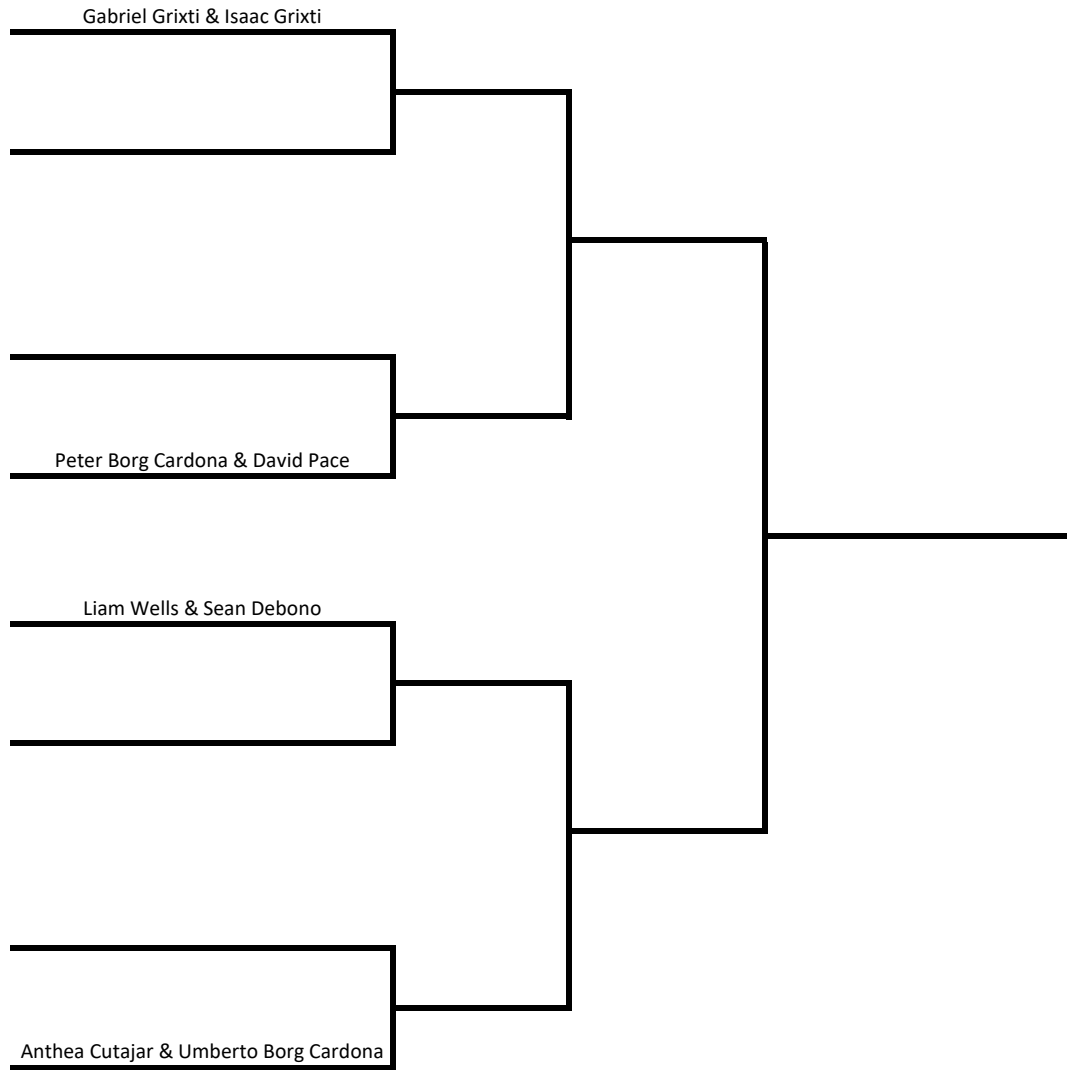 Gabriel Grixti & Isaac Grixti
Peter Borg Cardona & David Pace
Liam Wells & Sean Debono
Anthea Cutajar & Umberto Borg Cardona